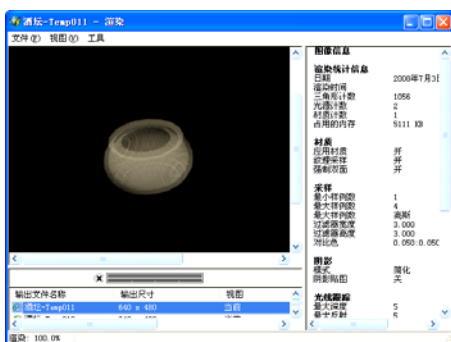 酒坛-Temp011 - 渲染
文件(F) 视图(V) 工具
图像信息
渲染统计信息
日期 2008年7月3日
渲染时间
三角形计数 1056
光源计数 2
材质计数 1
占用的内存 5111 KB
材质
应用材质 开
纹理采样 开
强制双面 开
采样
最小样例数 1
最大样例数 4
最大样例数 高斯
过滤器宽度 3.000
过滤器高度 3.000
对比色 0.050:0.050
阴影
模式 简化
阴影贴图 关
光线跟踪
最大深度 5
最大反射 5
输出文件名称 输出尺寸 视图
酒坛-Temp011 640 x 480 当前
渲染: 100.0%